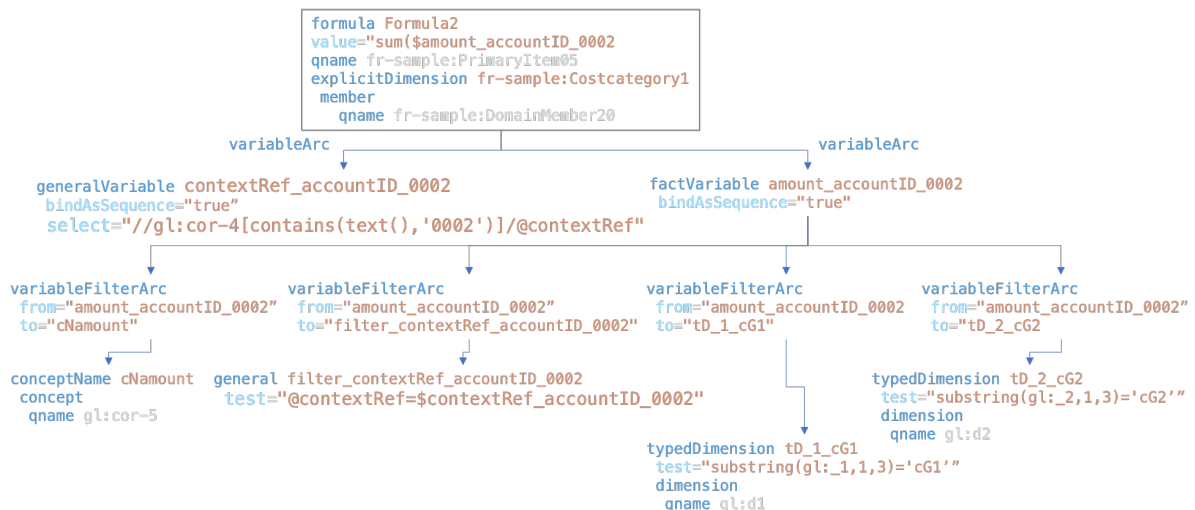 formula Formula2
value="sum($amount_accountID_0002
qname fr-sample:PrimaryItem05
explicitDimension fr-sample:Costcategory1
member
qname fr-sample:DomainMember20
variableArc
variableArc
generalVariable contextRef_accountID_0002
bindAsSequence="true”
select="//gl:cor-4[contains(text(),'0002')]/@contextRef"
factVariable amount_accountID_0002
bindAsSequence="true"
variableFilterArc
from="amount_accountID_0002”
to="cNamount"
variableFilterArc
from="amount_accountID_0002”
to="filter_contextRef_accountID_0002"
variableFilterArc
from="amount_accountID_0002
to="tD_1_cG1"
variableFilterArc
from="amount_accountID_0002”
to="tD_2_cG2
conceptName cNamount
concept
qname gl:cor-5
general filter_contextRef_accountID_0002
test="@contextRef=$contextRef_accountID_0002"
typedDimension tD_2_cG2
test="substring(gl:_2,1,3)='cG2’”
dimension
qname gl:d2
typedDimension tD_1_cG1
test="substring(gl:_1,1,3)='cG1’”
dimension
qname gl:d1